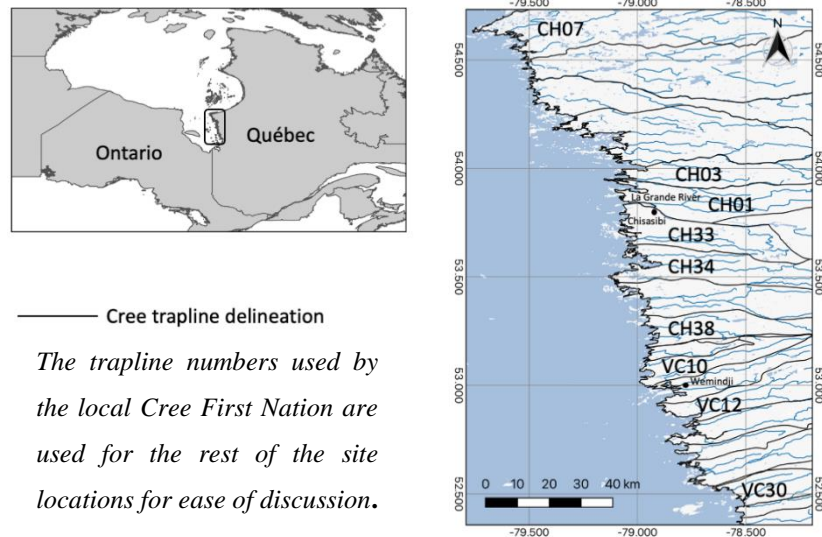 Ontario
Québec
Cree trapline delineation
The trapline numbers used by
the local Cree First Nation are
used for the rest of the site
locations for ease of discussion.
-79.500
-79.000
-78.500
N
CH07
54.500
54.500
54.000
54.000
CH03
La Grande River
CH01
Chisasibi
CH33
CH34
53.500
53.500
CH38
VC10
Wemindji
53.000
53.000
VC12
VC30
52.500
52.500
0 10 20 30 40 km
-79.500
-79.000
-78.500